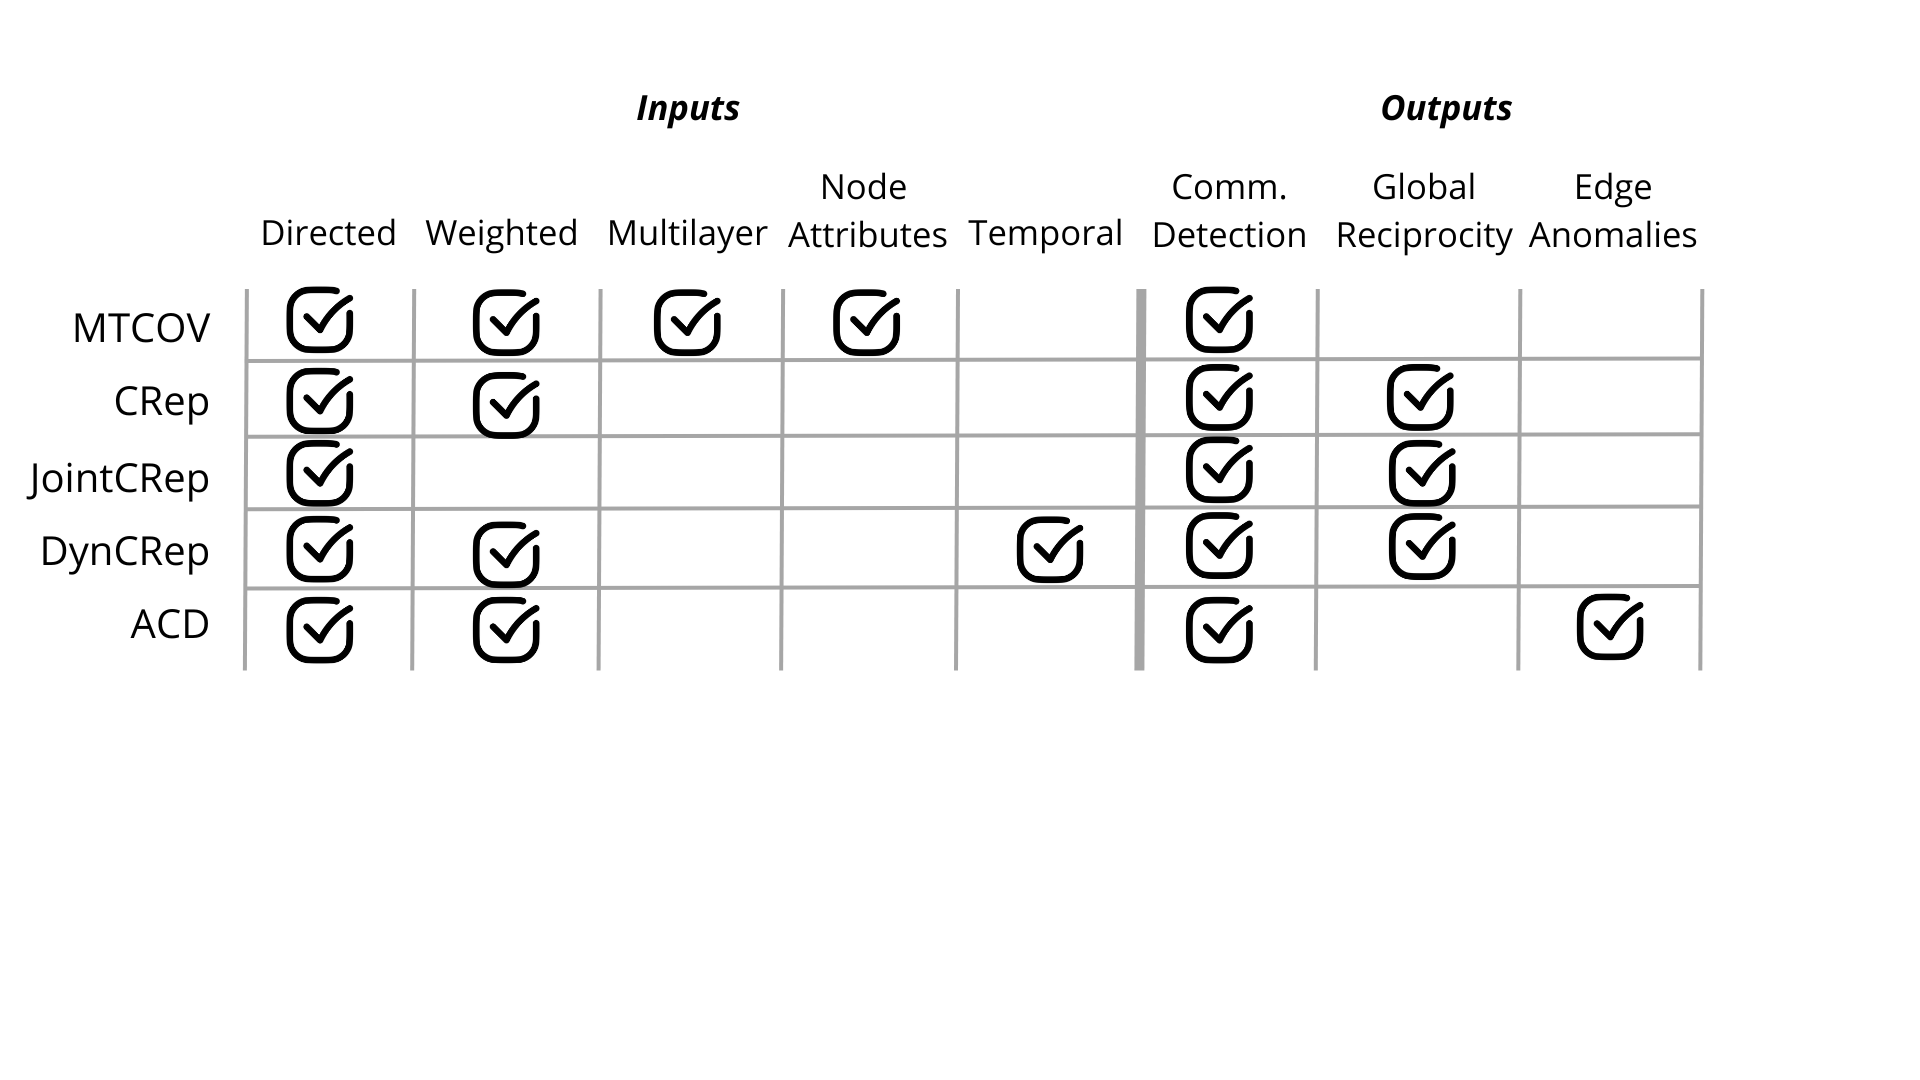 Inputs Outputs
Node Comm. Global Edge
Directed Weighted Multilayer Attributes Temporal Detection Reciprocity Anomalies
MTCOV
CRep
JointCRep
DynCRep
ACD